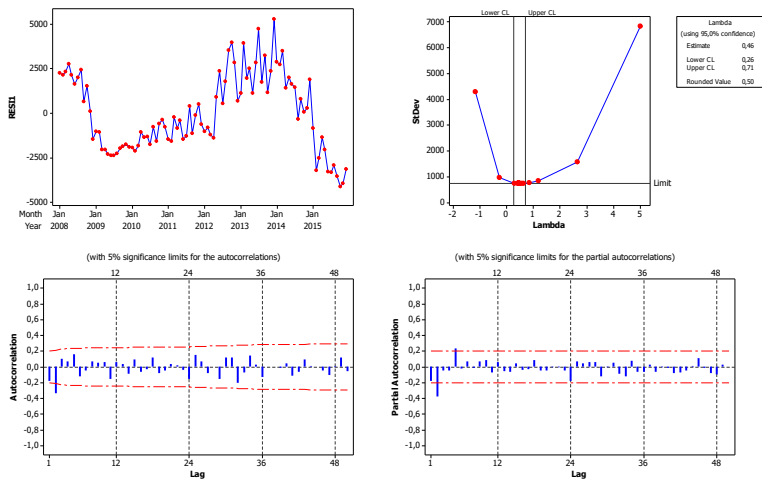 5000
2500
0
-2500
-5000
RESI1
Month Jan Jan Jan Jan Jan Jan Jan Jan
Year 2008 2009 2010 2011 2012 2013 2014 2015
Lower CL Upper CL
7000
6000
5000
4000
3000
2000
1000
0
StDev
Limit
-2 -1 0 1 2 3 4 5
Lambda
Lambda
(using 95,0% confidence)
Estimate 0,46
Lower CL 0,26
Upper CL 0,71
Rounded Value 0,50
(with 5% significance limits for the autocorrelations)
12 24 36 48
1,0
0,8
0,6
0,4
0,2
0,0
-0,2
-0,4
-0,6
-0,8
-1,0
Autocorrelation
1 12 24 36 48
Lag
(with 5% significance limits for the partial autocorrelations)
12 24 36 48
1,0
0,8
0,6
0,4
0,2
0,0
-0,2
-0,4
-0,6
-0,8
-1,0
Partial Autocorrelation
1 12 24 36 48
Lag